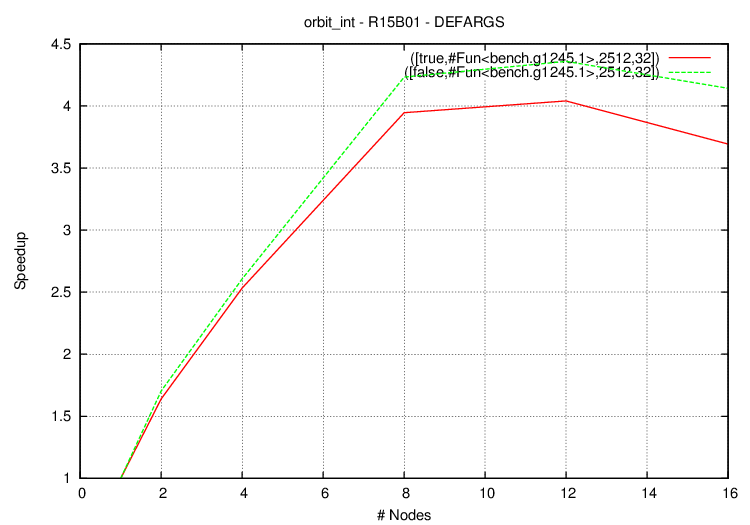 orbit_int - R15B01 - DEFARGS
([true,#Fun<bench.g1245.1>,2512,32])
([false,#Fun<bench.g1245.1>,2512,32])
4.5
4
3.5
3
2.5
2
1.5
1
Speedup
0 2 4 6 8 10 12 14 16
# Nodes